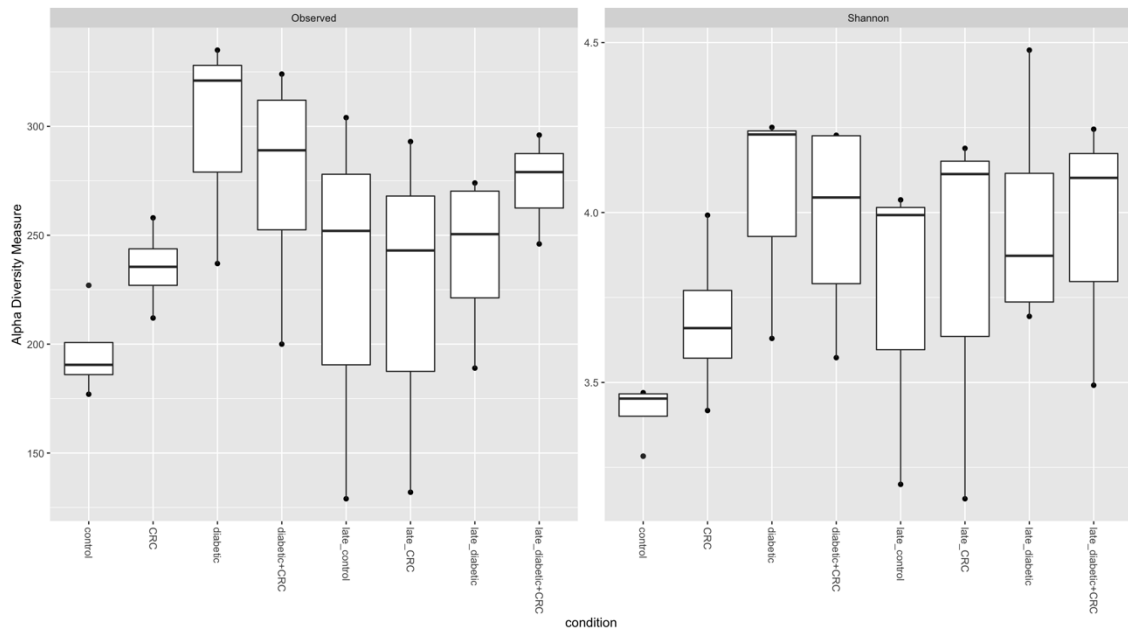 Observed
Shannon
Alpha Diversity Measure
300
250
200
150
4.5
4.0
3.5
control
CRC
diabetic
diabetic+CRC
late_control
late_CRC
late_diabetic
late_diabetic+CRC
control
CRC
diabetic
diabetic+CRC
late_control
late_CRC
late_diabetic
late_diabetic+CRC
condition